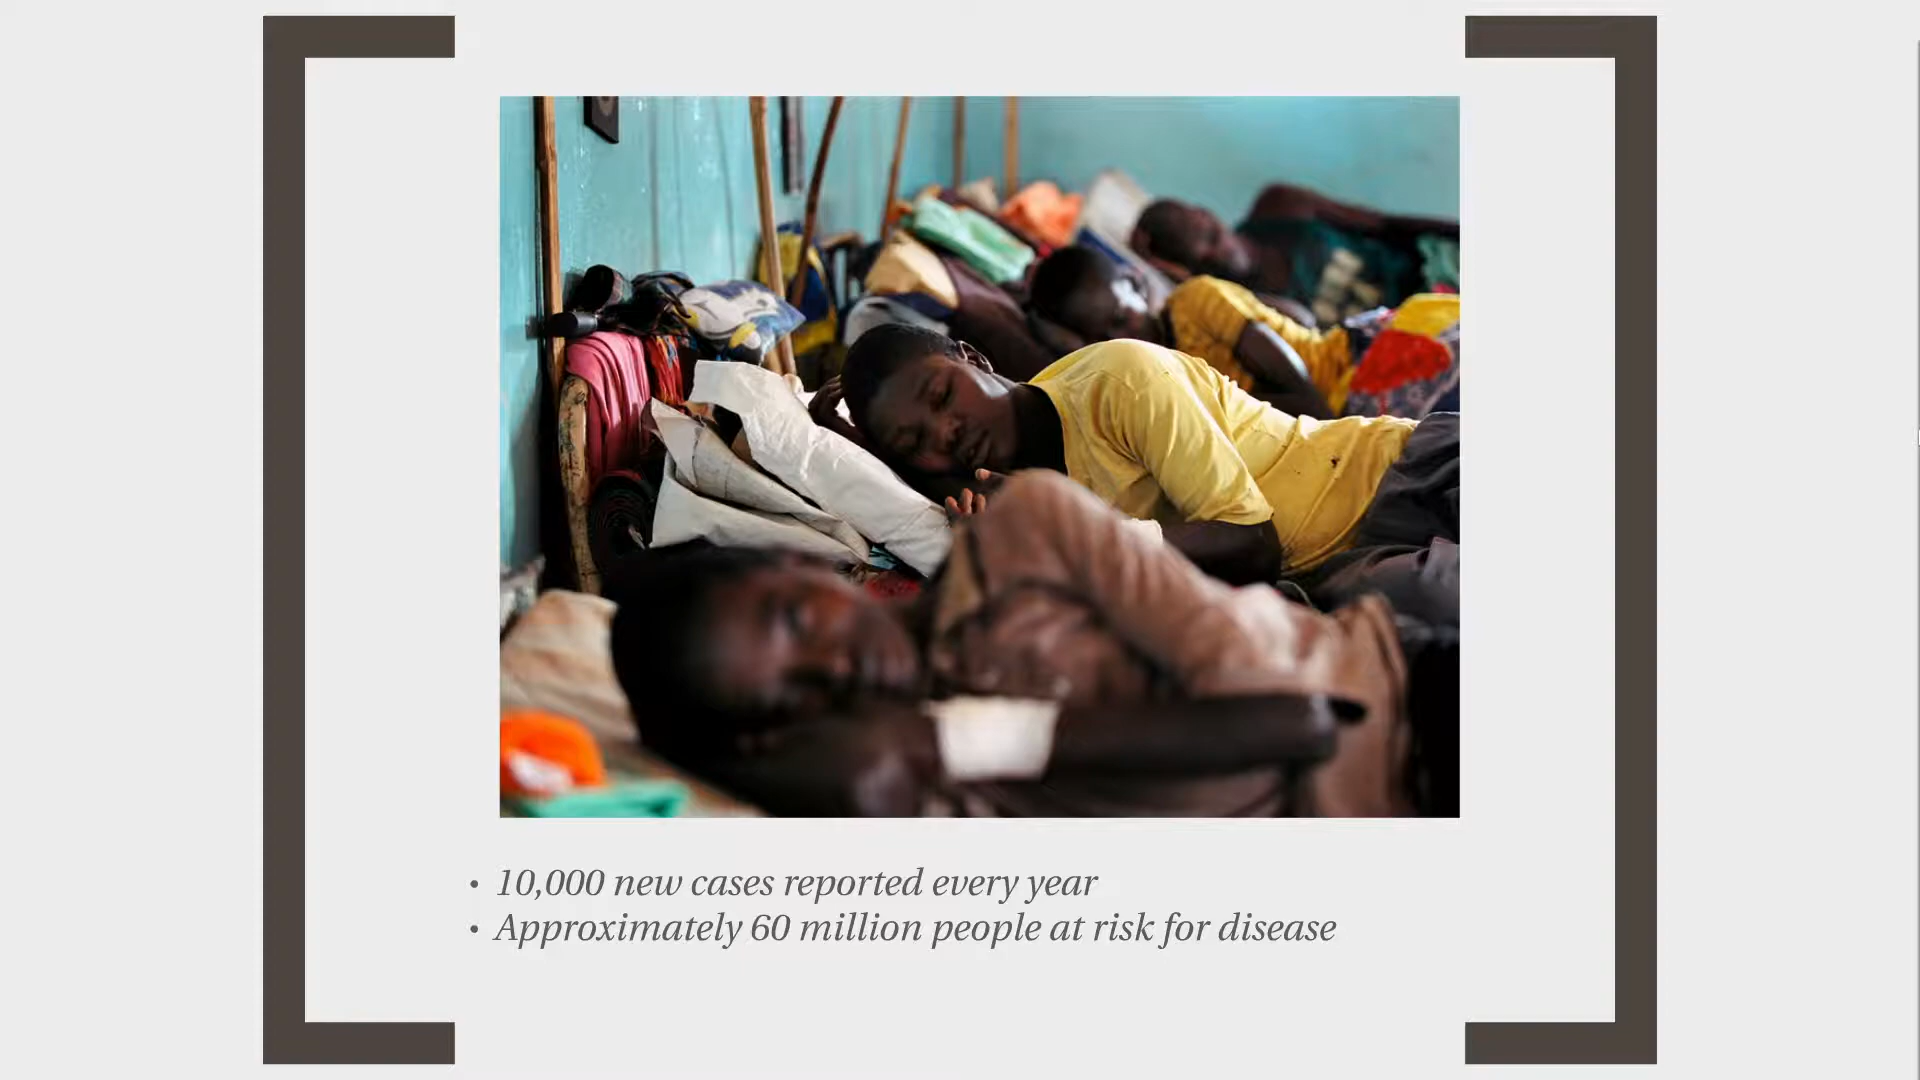 • 10,000 new cases reported every year
• Approximately 60 million people at risk for disease